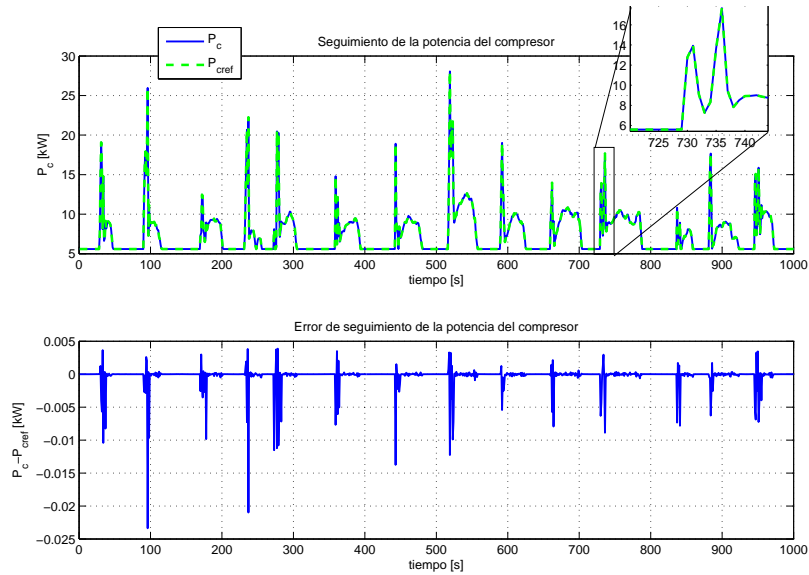 P_c
P_cref
Seguimiento de la potencia del compresor
30
25
20
15
10
5
P_c [kW]
0 100 200 300 400 500 600 700 800 900 1000
tiempo [s]
16
14
12
10
8
6
725 730 735 740
Error de seguimiento de la potencia del compresor
0.005
0
−0.005
−0.01
−0.015
−0.02
−0.025
P_c−P_cref [kW]
0 100 200 300 400 500 600 700 800 900 1000
tiempo [s]